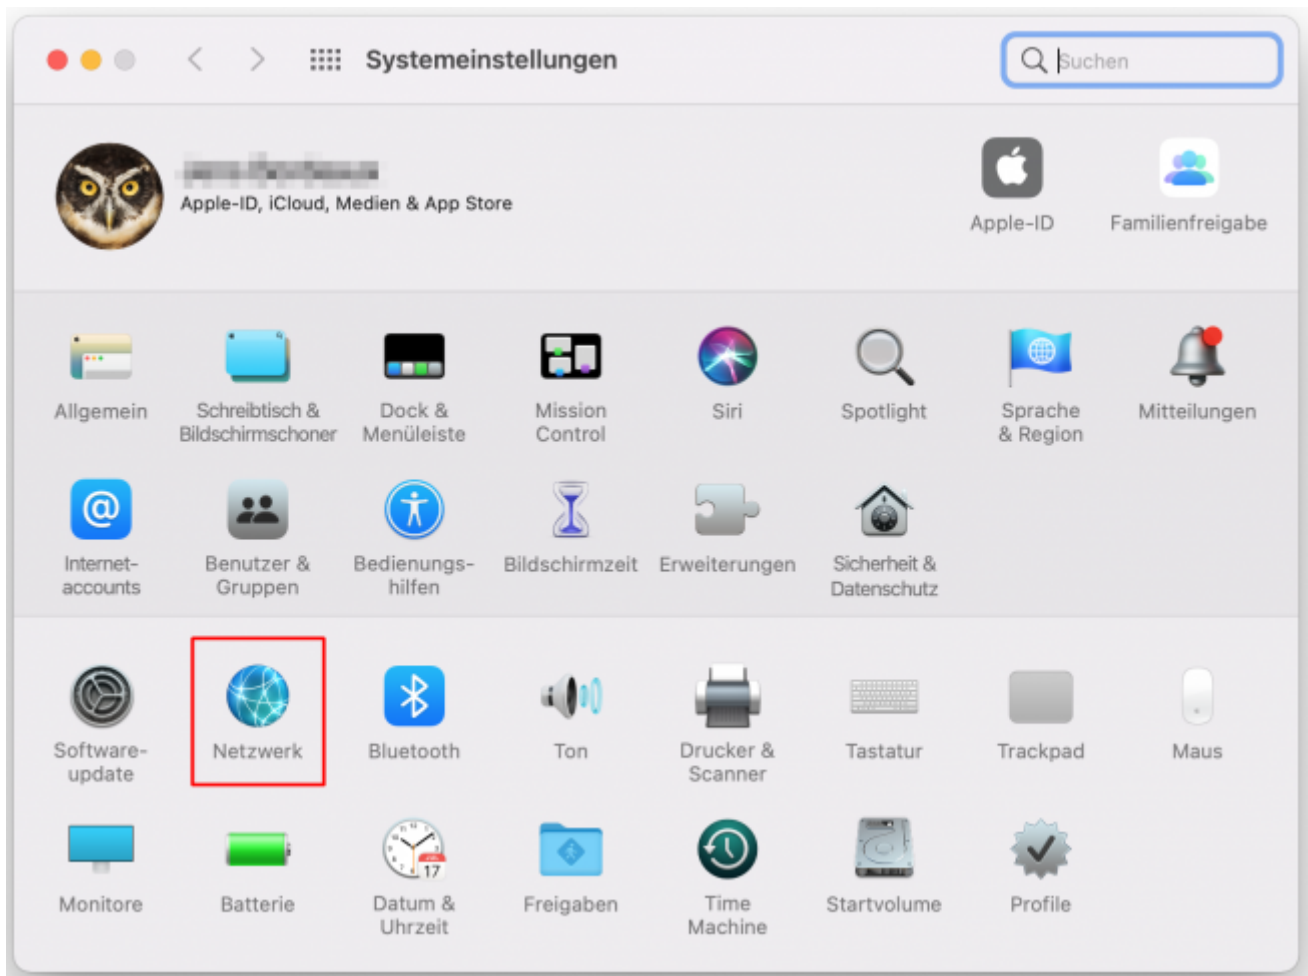 Systemeinstellungen
Suchen
Apple-ID, iCloud, Medien & App Store
Apple-ID
Familienfreigabe
Allgemein
Schreibtisch &
Bildschirmschoner
Dock &
Menüleiste
Mission
Control
Siri
Spotlight
Sprache
& Region
Mitteilungen
Internet-
accounts
Benutzer &
Gruppen
Bedienungs-
hilfen
Bildschirmzeit
Erweiterungen
Sicherheit &
Datenschutz
Software-
update
Netzwerk
Bluetooth
Ton
Drucker &
Scanner
Tastatur
Trackpad
Maus
Monitore
Batterie
17
Datum &
Uhrzeit
Freigaben
Time
Machine
Startvolume
Profile